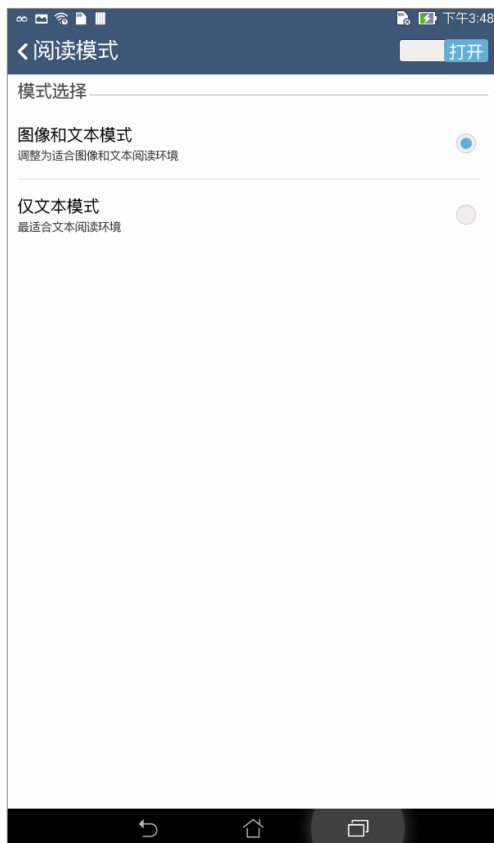 下午3:48
阅读模式
打开
模式选择
图像和文本模式
调整为适合图像和文本阅读环境
仅文本模式
最适合文本阅读环境